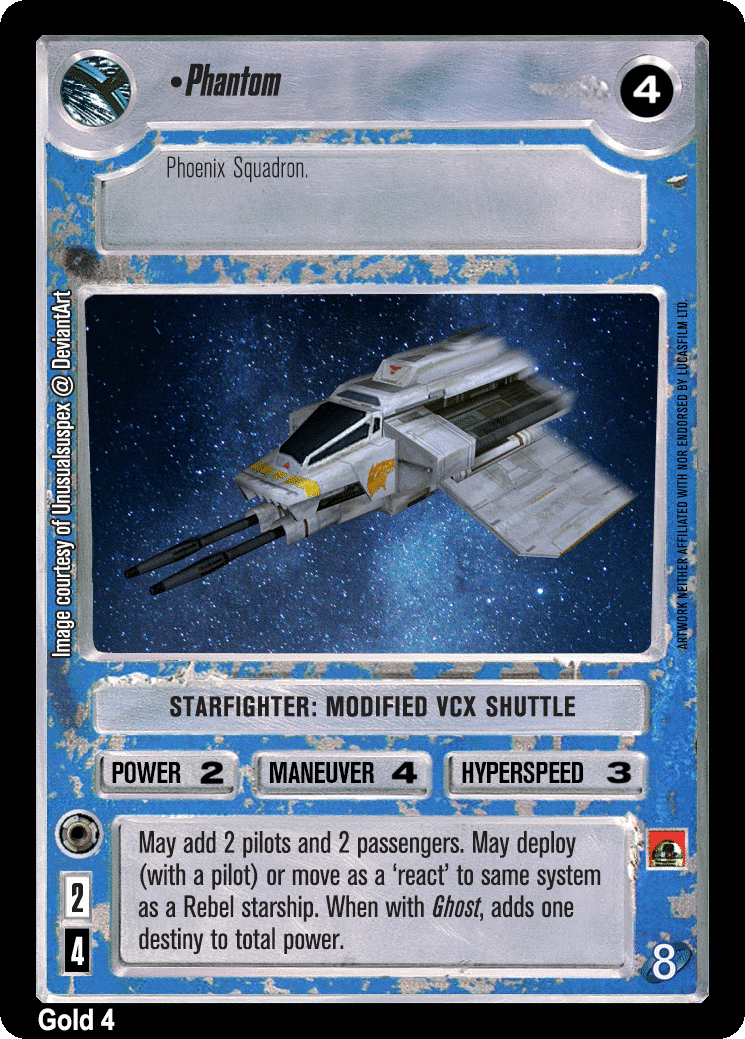 •Phantom
4
Phoenix Squadron.
Image courtesy of Unusualsuspex @ DeviantArt
ARTWORK NEITHER AFFILIATED WITH NOR ENDORSED BY LUCASFILM LTD.
STARFIGHTER: MODIFIED VCX SHUTTLE
POWER 2 MANEUVER 4 HYPERSPEED 3
May add 2 pilots and 2 passengers. May deploy
(with a pilot) or move as a ‘react’ to same system
as a Rebel starship. When with Ghost, adds one
destiny to total power.
2
4
8
Gold 4